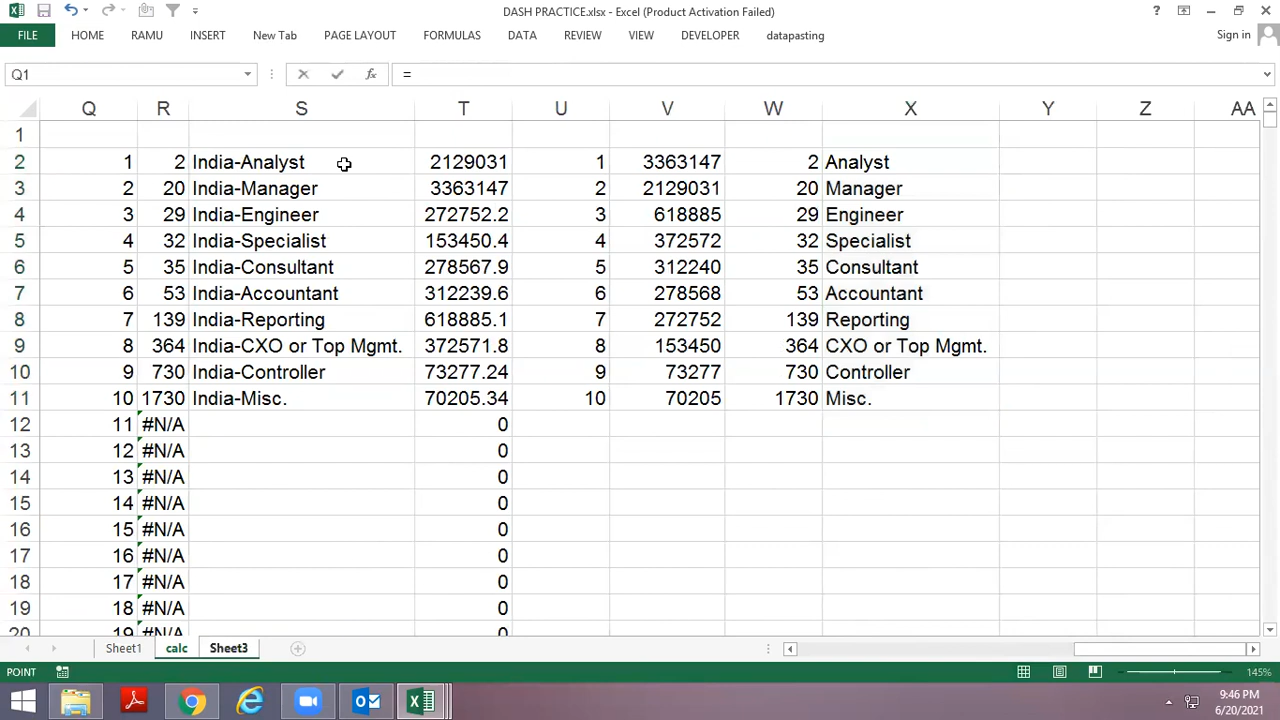 DASH PRACTICE.xlsx - Excel (Product Activation Failed)
FILE HOME RAMU INSERT New Tab PAGE LAYOUT FORMULAS DATA REVIEW VIEW DEVELOPER datapasting Sign in
Q1 fx =
Q R S T U V W X Y Z AA
1
2 1 2 India-Analyst 2129031 1 3363147 2 Analyst
3 2 20 India-Manager 3363147 2 2129031 20 Manager
4 3 29 India-Engineer 272752.2 3 618885 29 Engineer
5 4 32 India-Specialist 153450.4 4 372572 32 Specialist
6 5 35 India-Consultant 278567.9 5 312240 35 Consultant
7 6 53 India-Accountant 312239.6 6 278568 53 Accountant
8 7 139 India-Reporting 618885.1 7 272752 139 Reporting
9 8 364 India-CXO or Top Mgmt. 372571.8 8 153450 364 CXO or Top Mgmt.
10 9 730 India-Controller 73277.24 9 73277 730 Controller
11 10 1730 India-Misc. 70205.34 10 70205 1730 Misc.
12 11 #N/A 0
13 12 #N/A 0
14 13 #N/A 0
15 14 #N/A 0
16 15 #N/A 0
17 16 #N/A 0
18 17 #N/A 0
19 18 #N/A 0
20 19 #N/A 0
Sheet1 calc Sheet3
POINT 145%
9:46 PM
6/20/2021